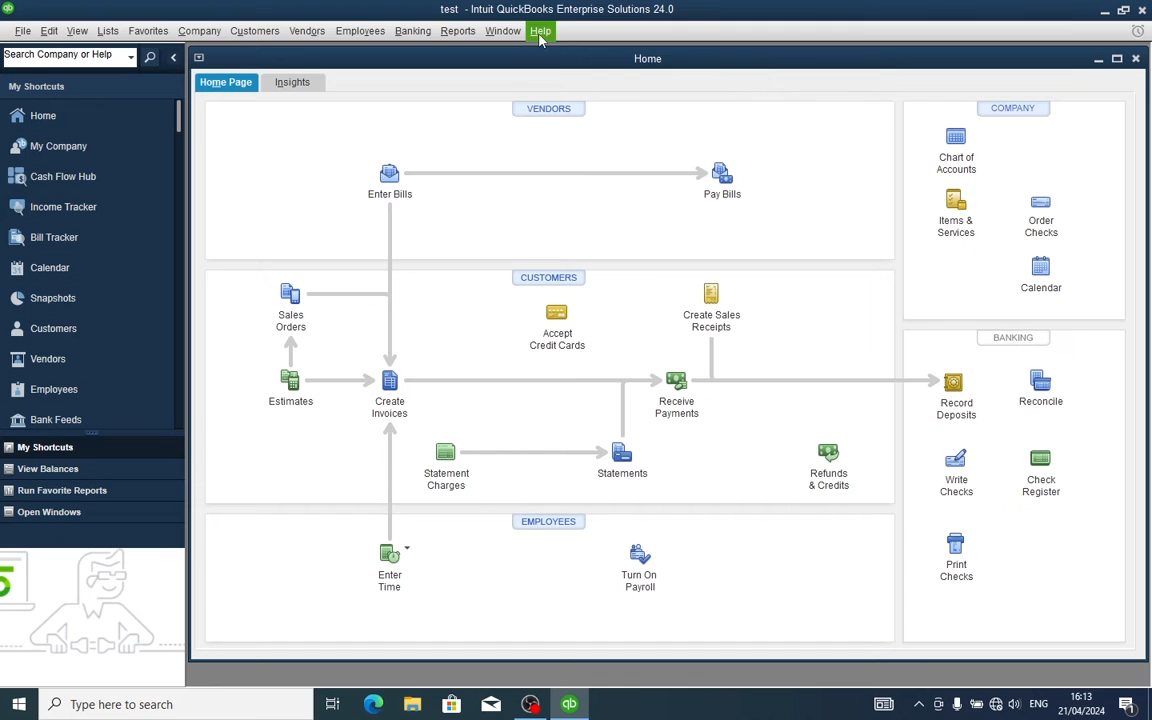 test - Intuit QuickBooks Enterprise Solutions 24.0
File Edit View Lists Favorites Company Customers Vendors Employees Banking Reports Window Help
Search Company or Help
Home
My Shortcuts
Home Page Insights
Home
My Company
Cash Flow Hub
Income Tracker
Bill Tracker
Calendar
Snapshots
Customers
Vendors
Employees
Bank Feeds
My Shortcuts
View Balances
Run Favorite Reports
Open Windows
VENDORS
Enter Bills
Pay Bills
CUSTOMERS
Sales
Orders
Accept
Credit Cards
Create Sales
Receipts
Estimates
Create
Invoices
Receive
Payments
Statement
Charges
Statements
Refunds
& Credits
EMPLOYEES
Enter
Time
Turn On
Payroll
COMPANY
Chart of
Accounts
Items &
Services
Order
Checks
Calendar
BANKING
Record
Deposits
Reconcile
Write
Checks
Check
Register
Print
Checks
Type here to search
ENG
16:13
21/04/2024
1